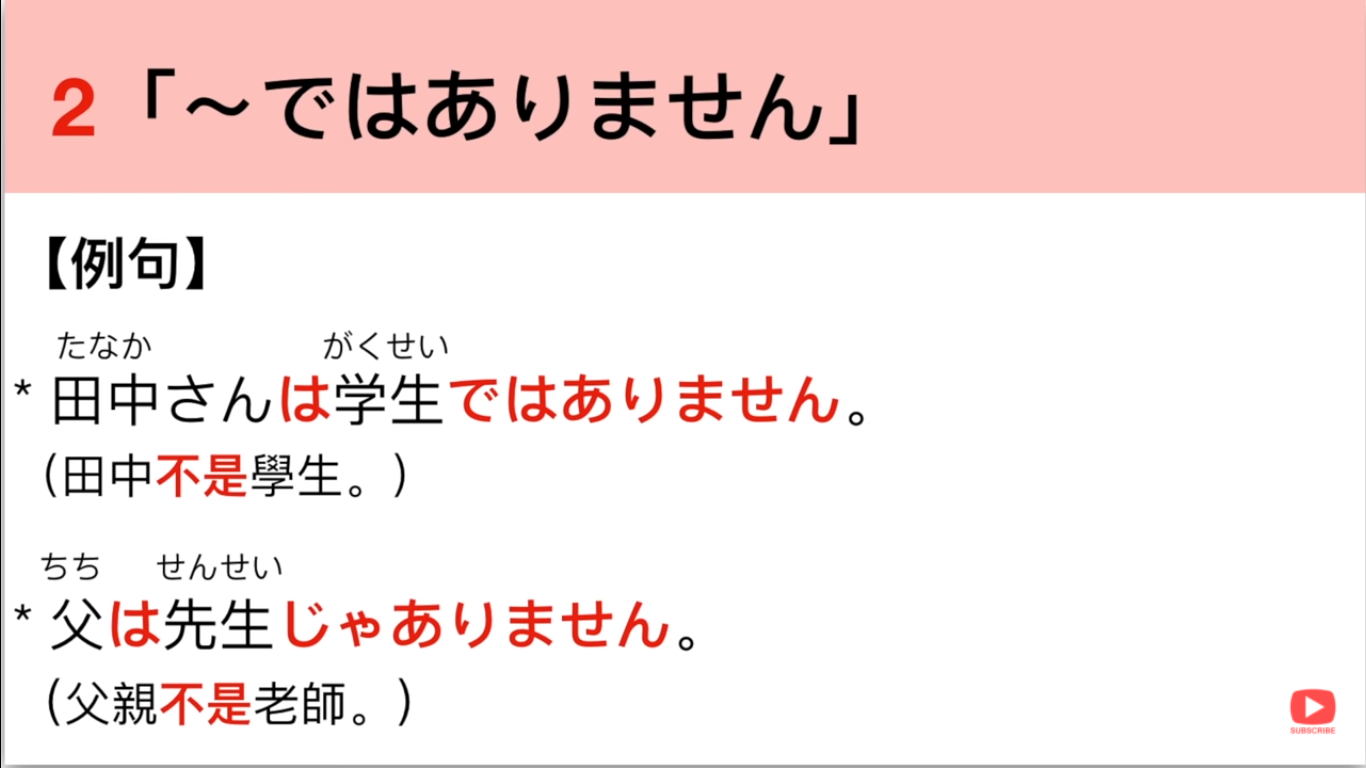 2「～ではありません」
【例句】
たなか がくせい
* 田中さんは学生ではありません。
（田中不是學生。）
ちち せんせい
* 父は先生じゃありません。
（父親不是老師。）
SUBSCRIBE